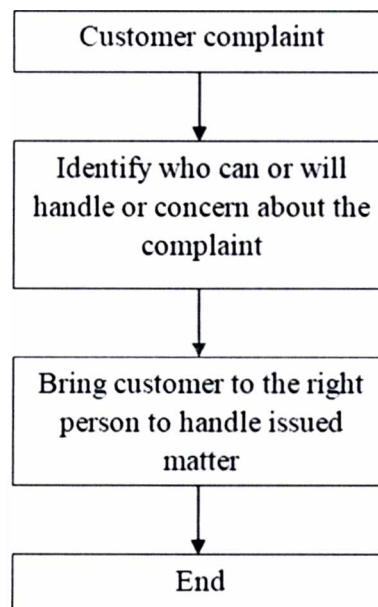 Customer complaint
Identify who can or will
handle or concern about the
complaint
Bring customer to the right
person to handle issued
matter
End